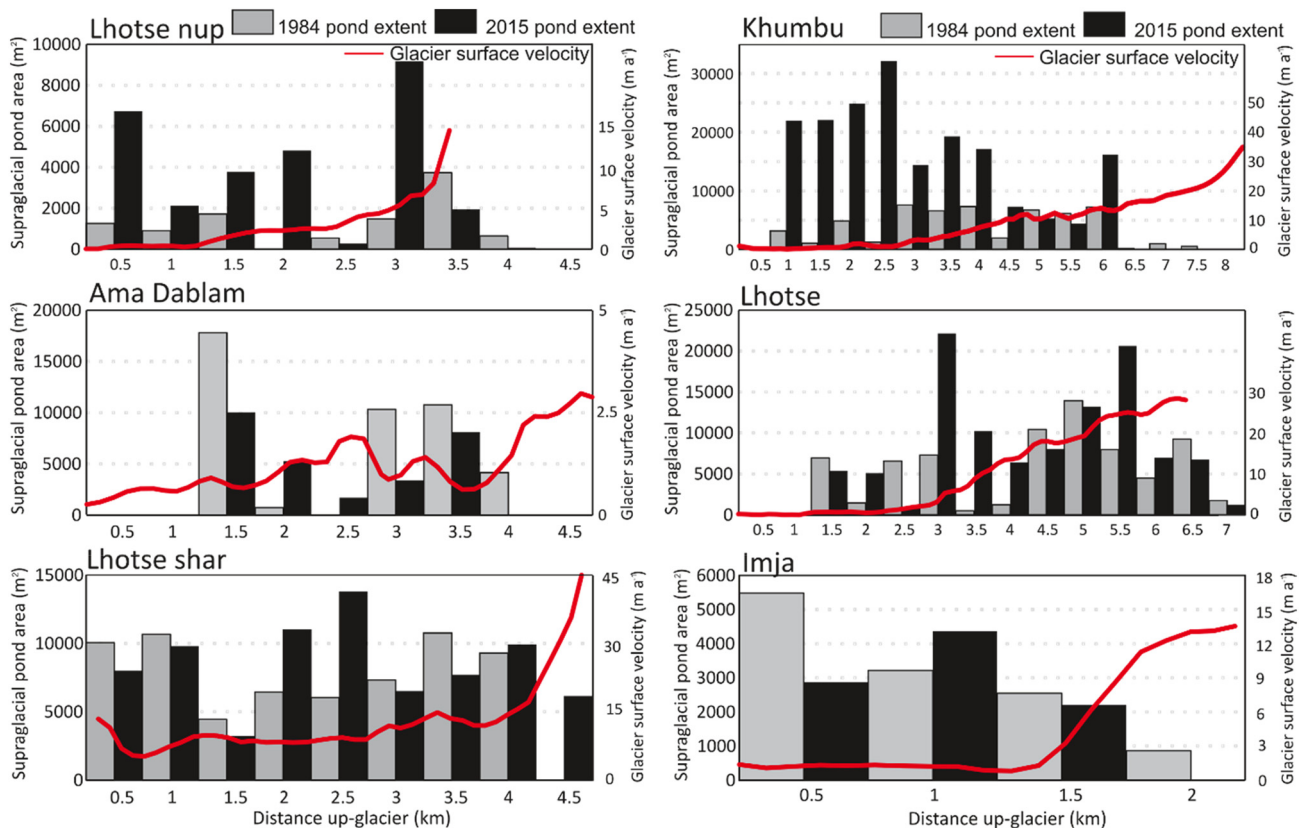 Lhotse nup
1984 pond extent
2015 pond extent
Glacier surface velocity
Supraglacial pond area (m²)
10000
8000
6000
4000
2000
0
15
10
5
0
Glacier surface velocity (m a⁻¹)
0.5 1 1.5 2 2.5 3 3.5 4 4.5
Khumbu
1984 pond extent
2015 pond extent
Glacier surface velocity
Supraglacial pond area (m²)
30000
20000
10000
0
50
40
30
20
10
0
Glacier surface velocity (m a⁻¹)
0.5 1 1.5 2 2.5 3 3.5 4 4.5 5 5.5 6 6.5 7 7.5 8
Ama Dablam
Supraglacial pond area (m²)
20000
15000
10000
5000
0
5
2.5
0
Glacier surface velocity (m a⁻¹)
0.5 1 1.5 2 2.5 3 3.5 4 4.5
Lhotse
Supraglacial pond area (m²)
25000
20000
15000
10000
5000
0
30
20
10
0
Glacier surface velocity (m a⁻¹)
0.5 1 1.5 2 2.5 3 3.5 4 4.5 5 5.5 6 6.5 7
Lhotse shar
Supraglacial pond area (m²)
15000
10000
5000
0
45
30
15
0
Glacier surface velocity (m a⁻¹)
0.5 1 1.5 2 2.5 3 3.5 4 4.5
Distance up-glacier (km)
Imja
Supraglacial pond area (m²)
6000
5000
4000
3000
2000
1000
0
18
15
12
9
6
3
0
Glacier surface velocity (m a⁻¹)
0.5 1 1.5 2
Distance up-glacier (km)